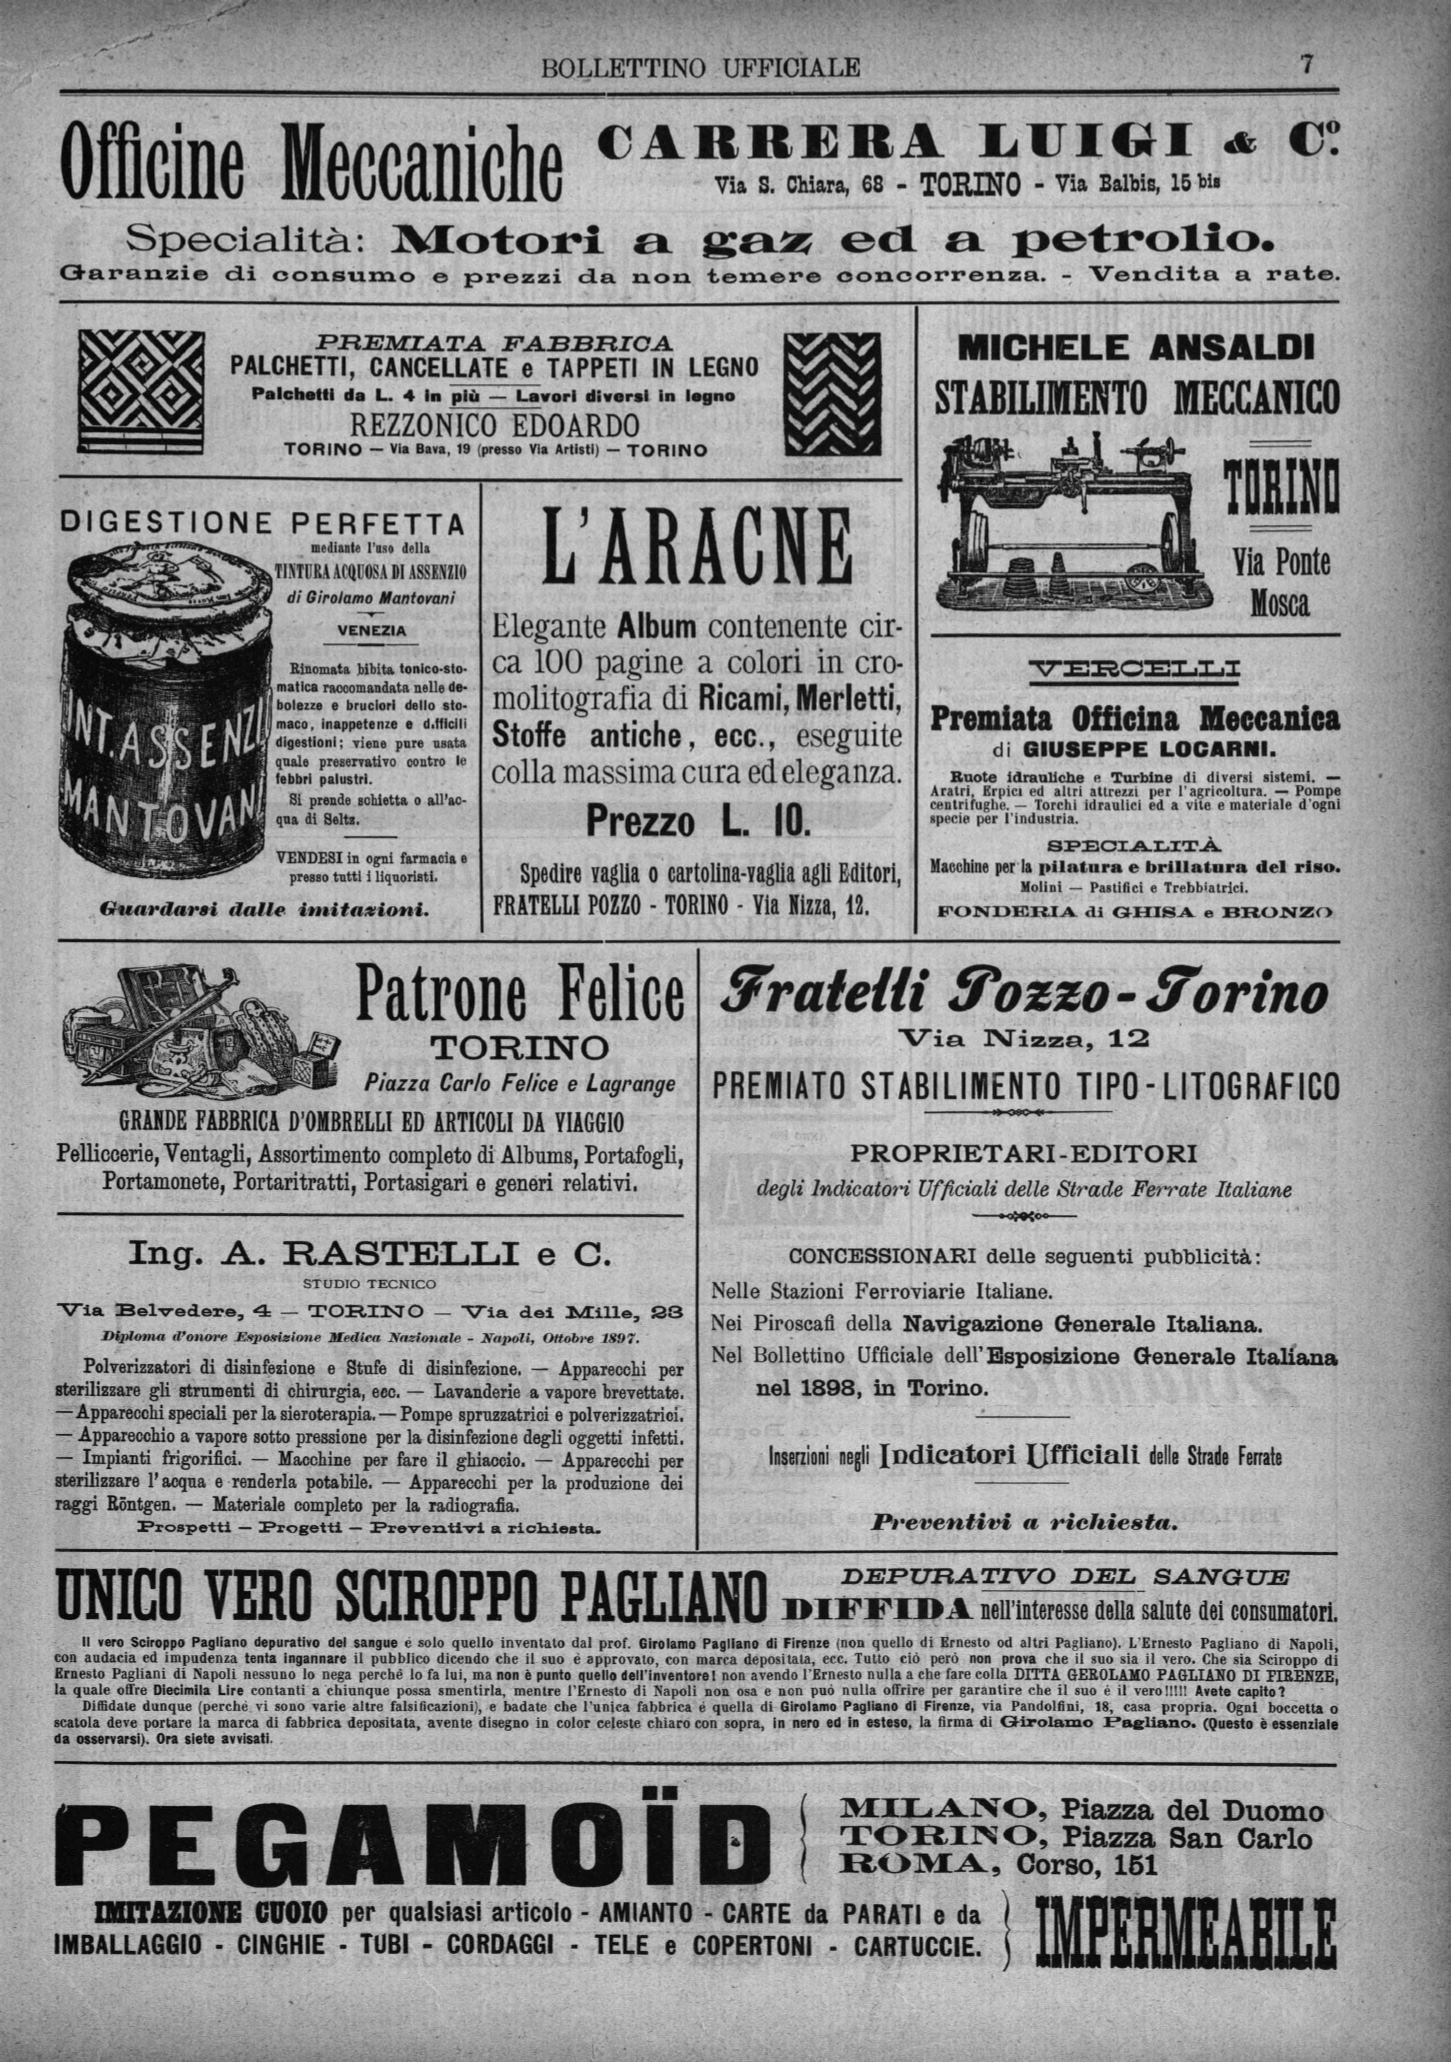 BOLLETTINO UFFICIALE 7
Officine Meccaniche
CARRERA LUIGI & Cº.
Via S. Chiara, 68 - TORINO - Via Balbis, 15 bis
Specialità: Motori a gaz ed a petrolio.
Garanzie di consumo e prezzi da non temere concorrenza. - Vendita a rate.
PREMIATA FABBRICA
PALCHETTI, CANCELLATE e TAPPETI IN LEGNO
Palchetti da L. 4 in più — Lavori diversi in legno
REZZONICO EDOARDO
TORINO — Via Bava, 19 (presso Via Artisti) — TORINO
MICHELE ANSALDI
STABILIMENTO MECCANICO
TORINO
Via Ponte
Mosca
DIGESTIONE PERFETTA
mediante l'uso della
TINTURA ACQUOSA DI ASSENZIO
di Girolamo Mantovani
VENEZIA
Rinomata bibita tonico-sto-
matica raccomandata nelle de-
bolezze e bruciori dello sto-
maco, inappetenze e difficili
digestioni; viene pure usata
quale preservativo contro le
febbri palustri.
Si prende schietta o all'ac-
qua di Seltz.
VENDESI in ogni farmacia e
presso tutti i liquoristi.
INT. ASSENZI
MANTOVANI
Guardarsi dalle imitazioni.
L'ARACNE
Elegante Album contenente cir-
ca 100 pagine a colori in cro-
molitografia di Ricami, Merletti,
Stoffe antiche, ecc., eseguite
colla massima cura ed eleganza.
Prezzo L. 10.
Spedire vaglia o cartolina-vaglia agli Editori,
FRATELLI POZZO - TORINO - Via Nizza, 12.
VERCELLI
Premiata Officina Meccanica
di GIUSEPPE LOCARNI.
Ruote idrauliche e Turbine di diversi sistemi. —
Aratri, Erpici ed altri attrezzi per l'agricoltura. — Pompe
centrifughe. — Torchi idraulici ed a vite e materiale d'ogni
specie per l'industria.
SPECIALITÀ
Macchine per la pilatura e brillatura del riso.
Molini — Pastifici e Trebbiatrici.
FONDERIA di GHISA e BRONZO
Patrone Felice
TORINO
Piazza Carlo Felice e Lagrange
GRANDE FABBRICA D'OMBRELLI ED ARTICOLI DA VIAGGIO
Pelliccerie, Ventagli, Assortimento completo di Albums, Portafogli,
Portamonete, Portaritratti, Portasigari e generi relativi.
Ing. A. RASTELLI e C.
STUDIO TECNICO
Via Belvedere, 4 — TORINO — Via dei Mille, 23
Diploma d'onore Esposizione Medica Nazionale - Napoli, Ottobre 1897.
Polverizzatori di disinfezione e Stufe di disinfezione. — Apparecchi per
sterilizzare gli strumenti di chirurgia, ecc. — Lavanderie a vapore brevettate.
— Apparecchi speciali per la sieroterapia. — Pompe spruzzatrici e polverizzatrici.
— Apparecchio a vapore sotto pressione per la disinfezione degli oggetti infetti.
— Impianti frigorifici. — Macchine per fare il ghiaccio. — Apparecchi per
sterilizzare l'acqua e renderla potabile. — Apparecchi per la produzione dei
raggi Röntgen. — Materiale completo per la radiografia.
Prospetti — Progetti — Preventivi a richiesta.
Fratelli Pozzo - Torino
Via Nizza, 12
PREMIATO STABILIMENTO TIPO-LITOGRAFICO
PROPRIETARI-EDITORI
degli Indicatori Ufficiali delle Strade Ferrate Italiane
CONCESSIONARI delle seguenti pubblicità:
Nelle Stazioni Ferroviarie Italiane.
Nei Piroscafi della Navigazione Generale Italiana.
Nel Bollettino Ufficiale dell'Esposizione Generale Italiana
nel 1898, in Torino.
Inserzioni negli Indicatori Ufficiali delle Strade Ferrate
Preventivi a richiesta.
UNICO VERO SCIROPPO PAGLIANO
DEPURATIVO DEL SANGUE
DIFFIDA nell'interesse della salute dei consumatori.
Il vero Sciroppo Pagliano depurativo del sangue é solo quello inventato dal prof. Girolamo Pagliano di Firenze (non quello di Ernesto od altri Pagliano). L'Ernesto Pagliano di Napoli,
con audacia ed impudenza tenta ingannare il pubblico dicendo che il suo é approvato, con marca depositata, ecc. Tutto ciò però non prova che il suo sia il vero. Che sia Sciroppo di
Ernesto Pagliani di Napoli nessuno lo nega perché lo fa lui, ma non è punto quello dell'inventore! non avendo l'Ernesto nulla a che fare colla DITTA GEROLAMO PAGLIANO DI FIRENZE,
la quale offre Diecimila Lire contanti a chiunque possa smentirla, mentre l'Ernesto di Napoli non osa e non può nulla offrire per garantire che il suo é il vero!!!!! Avete capito?
Diffidate dunque (perché vi sono varie altre falsificazioni), e badate che l'unica fabbrica é quella di Girolamo Pagliano di Firenze, via Pandolfini, 18, casa propria. Ogni boccetta o
scatola deve portare la marca di fabbrica depositata, avente disegno in color celeste chiaro con sopra, in nero ed in esteso, la firma di Girolamo Pagliano. (Questo è essenziale
da osservarsi). Ora siete avvisati.
PEGAMOÏD
MILANO, Piazza del Duomo
TORINO, Piazza San Carlo
ROMA, Corso, 151
IMITAZIONE CUOIO per qualsiasi articolo - AMIANTO - CARTE da PARATI e da
IMBALLAGGIO - CINGHIE - TUBI - CORDAGGI - TELE e COPERTONI - CARTUCCIE.
IMPERMEABILE